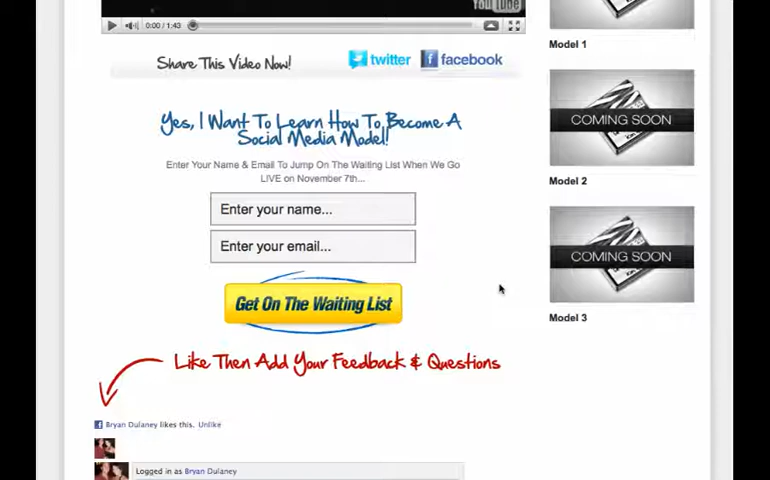 YouTube
0:00 / 1:43
Share This Video Now!
twitter
facebook
Model 1
Yes, I Want To Learn How To Become A
Social Media Model!
Enter Your Name & Email To Jump On The Waiting List When We Go
LIVE on November 7th...
Enter your name...
Enter your email...
Get On The Waiting List
COMING SOON
Model 2
COMING SOON
Model 3
Like Then Add Your Feedback & Questions
Bryan Dulaney likes this. Unlike
Logged in as Bryan Dulaney